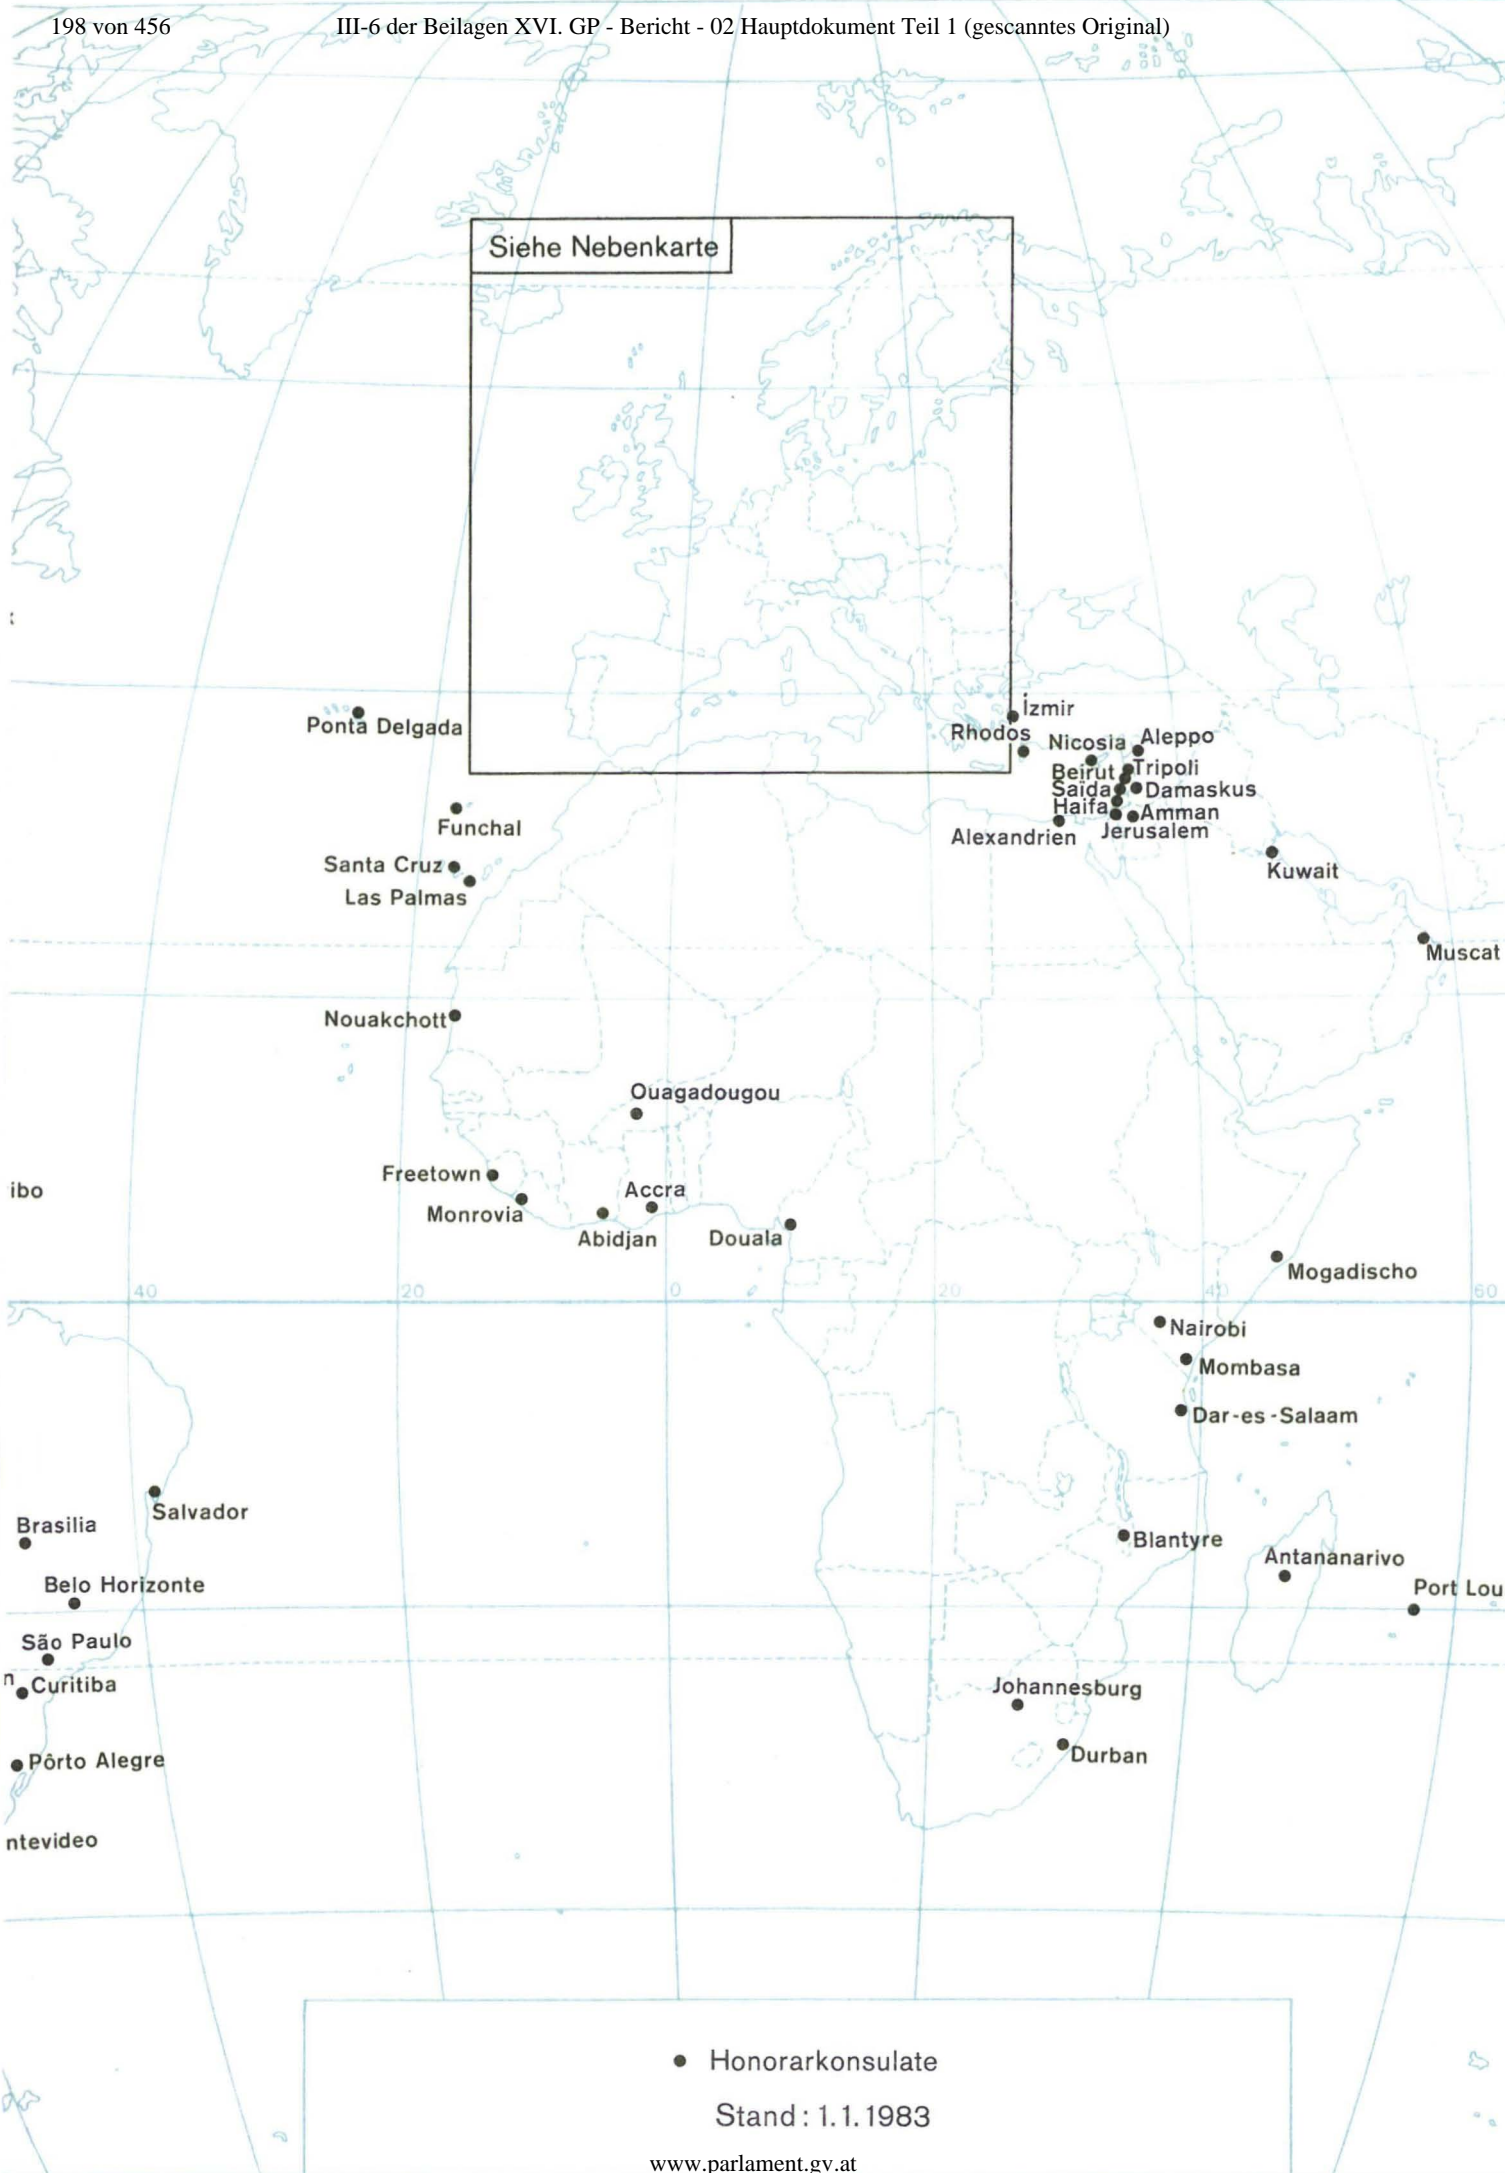 198 von 456 III-6 der Beilagen XVI. GP - Bericht - 02 Hauptdokument Teil 1 (gescanntes Original)
Siehe Nebenkarte
Ponta Delgada
İzmir
Rhodos
Nicosia
Aleppo
Beirut
Tripoli
Saïda
Damaskus
Haifa
Amman
Jerusalem
Alexandrien
Funchal
Santa Cruz
Las Palmas
Kuwait
Muscat
Nouakchott
Ouagadougou
Freetown
ibo
Accra
Monrovia
Abidjan
Douala
Mogadischo
40 20 0 20 40 60
Nairobi
Mombasa
Dar-es-Salaam
Salvador
Brasilia
Blantyre
Antananarivo
Belo Horizonte
Port Lou
São Paulo
n
Curitiba
Johannesburg
Durban
Pôrto Alegre
ntevideo
Honorarkonsulate
Stand: 1.1.1983
www.parlament.gv.at